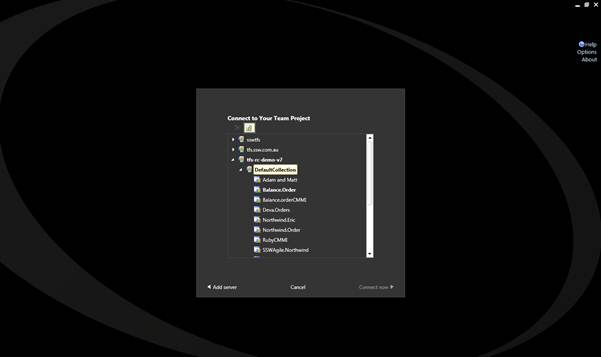 Help
Options
About
Connect to Your Team Project
sswtfs
tfs.ssw.com.au
tfs-rc-demo-v7
DefaultCollection
Adam and Matt
Balance.Order
Balance.orderCMMI
Deva.Orders
Northwind.Eric
Northwind.Order
RubyCMMI
SSWAgile.Northwind
Add server
Cancel
Connect now